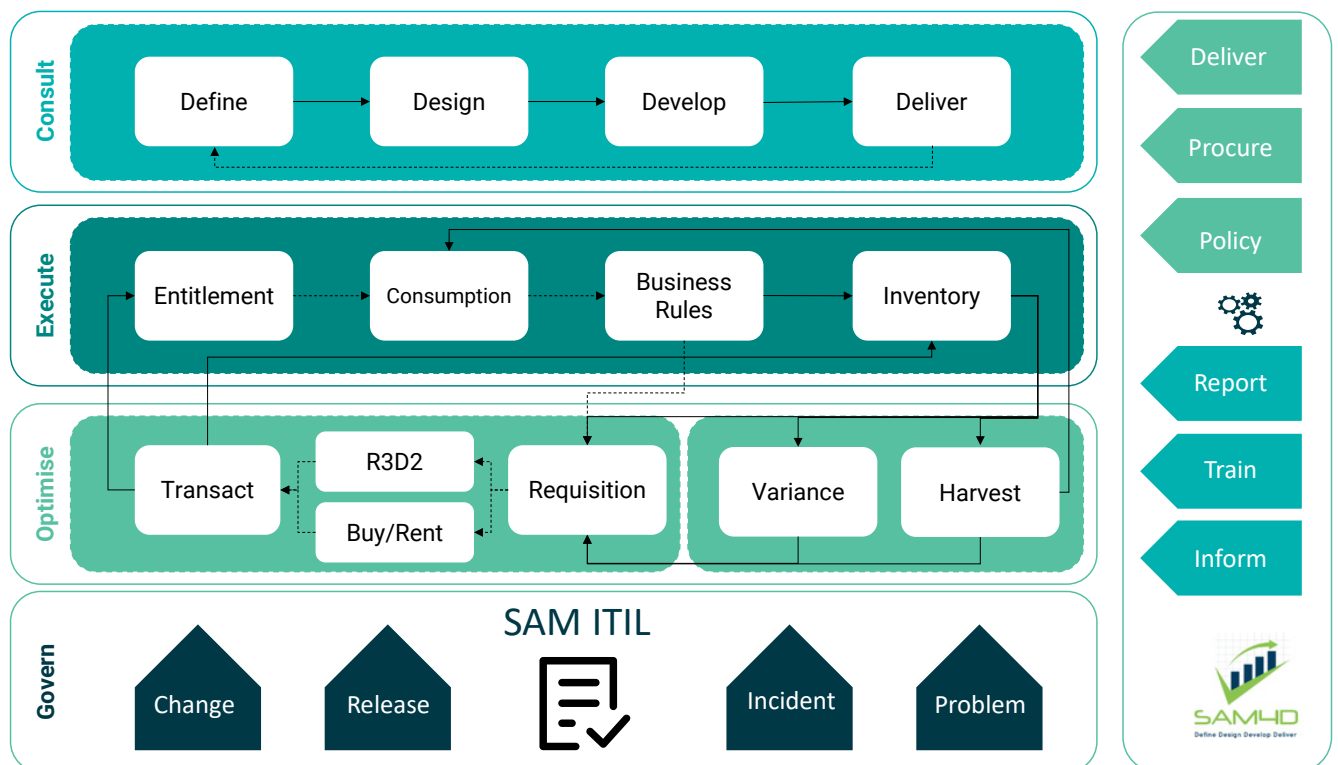 Consult
Define
Design
Develop
Deliver
Execute
Entitlement
Consumption
Business
Rules
Inventory
Optimise
Transact
R3D2
Buy/Rent
Requisition
Variance
Harvest
Govern
SAM ITIL
Change
Release
Incident
Problem
Deliver
Procure
Policy
Report
Train
Inform
SAM4D
Define Design Develop Deliver